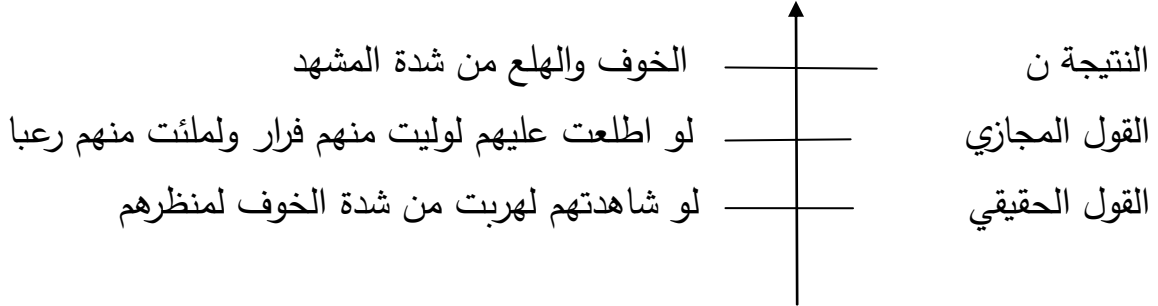 النتيجة ن الخوف والهلع من شدة المشهد
القول المجازي لو اطلعت عليهم لوليت منهم فرار ولملئت منهم رعبا
القول الحقيقي لو شاهدتهم لهربت من شدة الخوف لمنظرهم